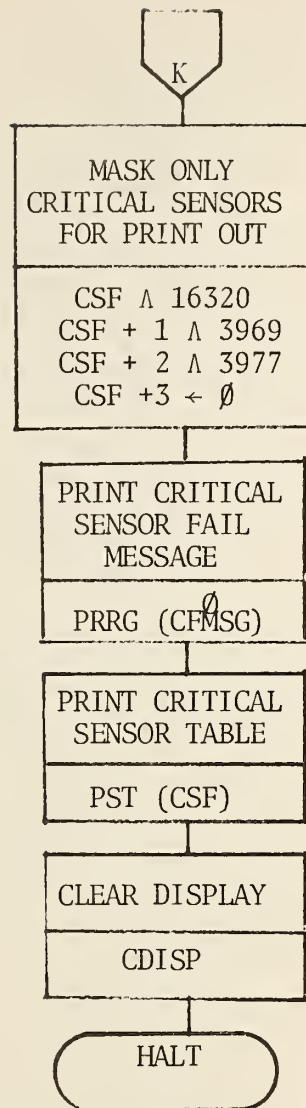 K
MASK ONLY
CRITICAL SENSORS
FOR PRINT OUT
CSF Λ 16320
CSF + 1 Λ 3969
CSF + 2 Λ 3977
CSF +3 ← Ø
PRINT CRITICAL
SENSOR FAIL
MESSAGE
Ø
PRRG (CFMSG)
PRINT CRITICAL
SENSOR TABLE
PST (CSF)
CLEAR DISPLAY
CDISP
HALT